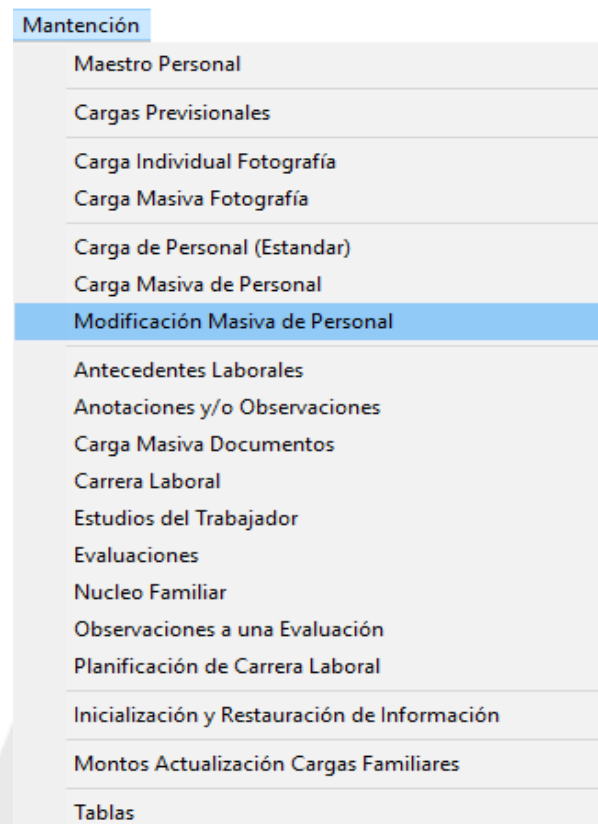 Mantención
Maestro Personal
Cargas Previsionales
Carga Individual Fotografía
Carga Masiva Fotografía
Carga de Personal (Estandar)
Carga Masiva de Personal
Modificación Masiva de Personal
Antecedentes Laborales
Anotaciones y/o Observaciones
Carga Masiva Documentos
Carrera Laboral
Estudios del Trabajador
Evaluaciones
Nucleo Familiar
Observaciones a una Evaluación
Planificación de Carrera Laboral
Inicialización y Restauración de Información
Montos Actualización Cargas Familiares
Tablas